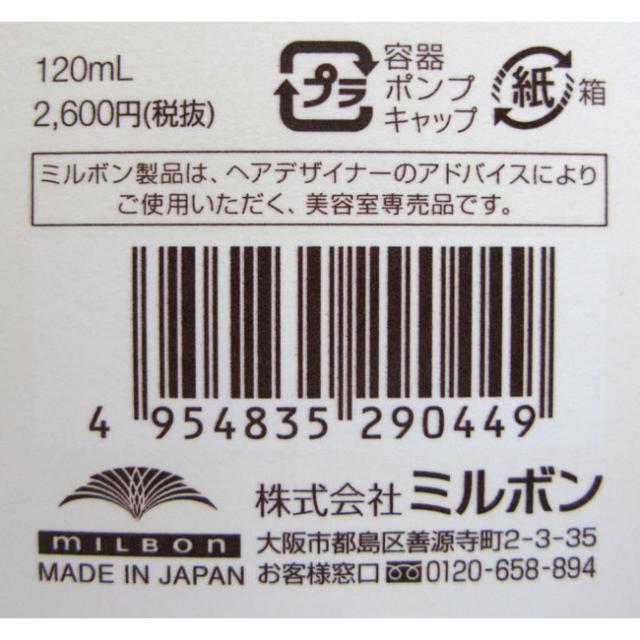 120mL
2,600円(税抜)
プラ
容器
ポンプ
キャップ
紙
箱
ミルボン製品は、ヘアデザイナーのアドバイスにより
ご使用いただく、美容室専売品です。
4 954835 290449
株式会社ミルボン
MILBON
大阪市都島区善源寺町2-3-35
MADE IN JAPAN
お客様窓口 0120-658-894